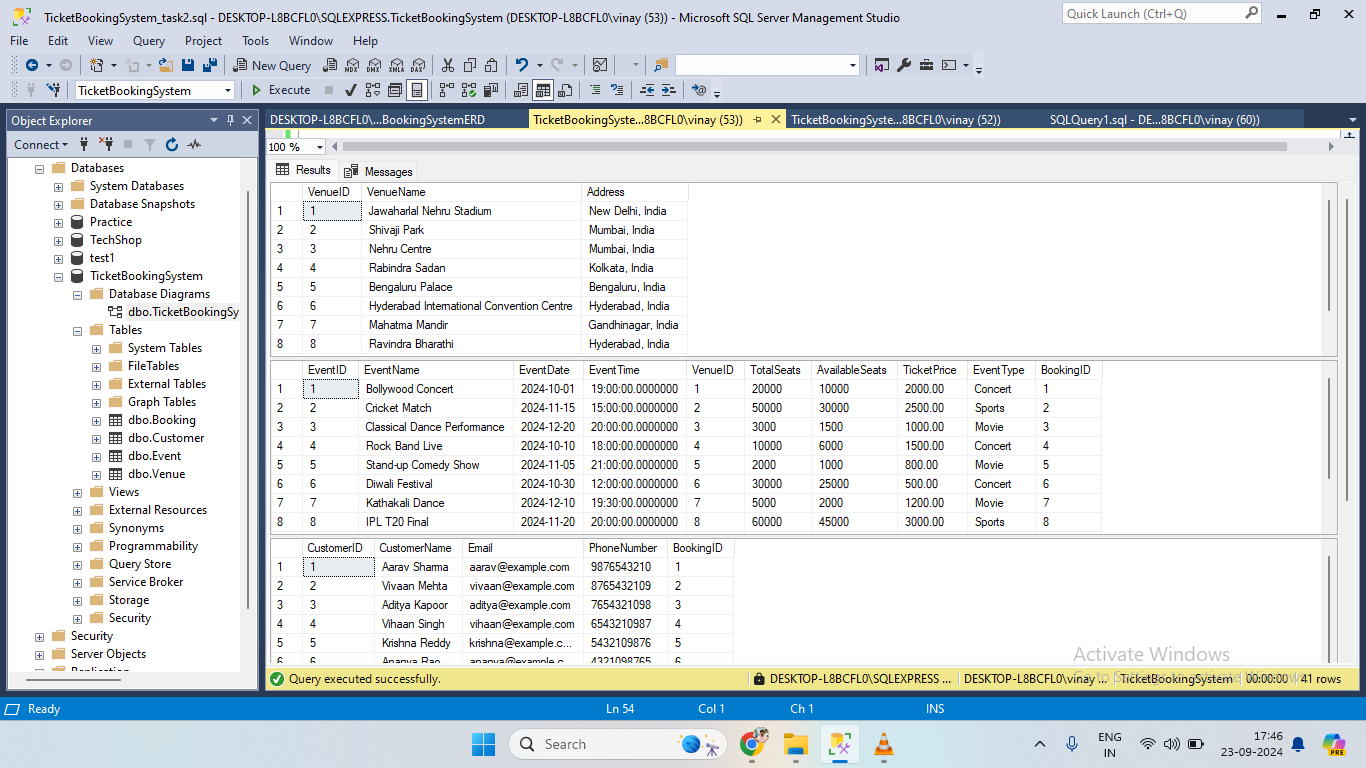 TicketBookingSystem_task2.sql - DESKTOP-L8BCFL0\SQLEXPRESS.TicketBookingSystem (DESKTOP-L8BCFL0\vinay (53)) - Microsoft SQL Server Management Studio
Quick Launch (Ctrl+Q)
File Edit View Query Project Tools Window Help
New Query MDX DMX XMLA DAX
TicketBookingSystem Execute
Object Explorer
Connect
Databases
System Databases
Database Snapshots
Practice
TechShop
test1
TicketBookingSystem
Database Diagrams
dbo.TicketBookingSy
Tables
System Tables
FileTables
External Tables
Graph Tables
dbo.Booking
dbo.Customer
dbo.Event
dbo.Venue
Views
External Resources
Synonyms
Programmability
Query Store
Service Broker
Storage
Security
Security
Server Objects
Replication
DESKTOP-L8BCFL0\...BookingSystemERD TicketBookingSyste...8BCFL0\vinay (53)) TicketBookingSyste...8BCFL0\vinay (52)) SQLQuery1.sql - DE...8BCFL0\vinay (60))
100 %
Results Messages
VenueID VenueName Address
1 1 Jawaharlal Nehru Stadium New Delhi, India
2 2 Shivaji Park Mumbai, India
3 3 Nehru Centre Mumbai, India
4 4 Rabindra Sadan Kolkata, India
5 5 Bengaluru Palace Bengaluru, India
6 6 Hyderabad International Convention Centre Hyderabad, India
7 7 Mahatma Mandir Gandhinagar, India
8 8 Ravindra Bharathi Hyderabad, India
EventID EventName EventDate EventTime VenueID TotalSeats AvailableSeats TicketPrice EventType BookingID
1 1 Bollywood Concert 2024-10-01 19:00:00.0000000 1 20000 10000 2000.00 Concert 1
2 2 Cricket Match 2024-11-15 15:00:00.0000000 2 50000 30000 2500.00 Sports 2
3 3 Classical Dance Performance 2024-12-20 20:00:00.0000000 3 3000 1500 1000.00 Movie 3
4 4 Rock Band Live 2024-10-10 18:00:00.0000000 4 10000 6000 1500.00 Concert 4
5 5 Stand-up Comedy Show 2024-11-05 21:00:00.0000000 5 2000 1000 800.00 Movie 5
6 6 Diwali Festival 2024-10-30 12:00:00.0000000 6 30000 25000 500.00 Concert 6
7 7 Kathakali Dance 2024-12-10 19:30:00.0000000 7 5000 2000 1200.00 Movie 7
8 8 IPL T20 Final 2024-11-20 20:00:00.0000000 8 60000 45000 3000.00 Sports 8
CustomerID CustomerName Email PhoneNumber BookingID
1 1 Aarav Sharma aarav@example.com 9876543210 1
2 2 Vivaan Mehta vivaan@example.com 8765432109 2
3 3 Aditya Kapoor aditya@example.com 7654321098 3
4 4 Vihaan Singh vihaan@example.com 6543210987 4
5 5 Krishna Reddy krishna@example.c... 5432109876 5
6 6 Ananya Rao ananya@example.c... 4321098765 6
Activate Windows
Go to Settings to activate Windows.
Query executed successfully. DESKTOP-L8BCFL0\SQLEXPRESS ... DESKTOP-L8BCFL0\vinay ... TicketBookingSystem 00:00:00 41 rows
Ready Ln 54 Col 1 Ch 1 INS
Search
ENG
IN
17:46
23-09-2024
PRE